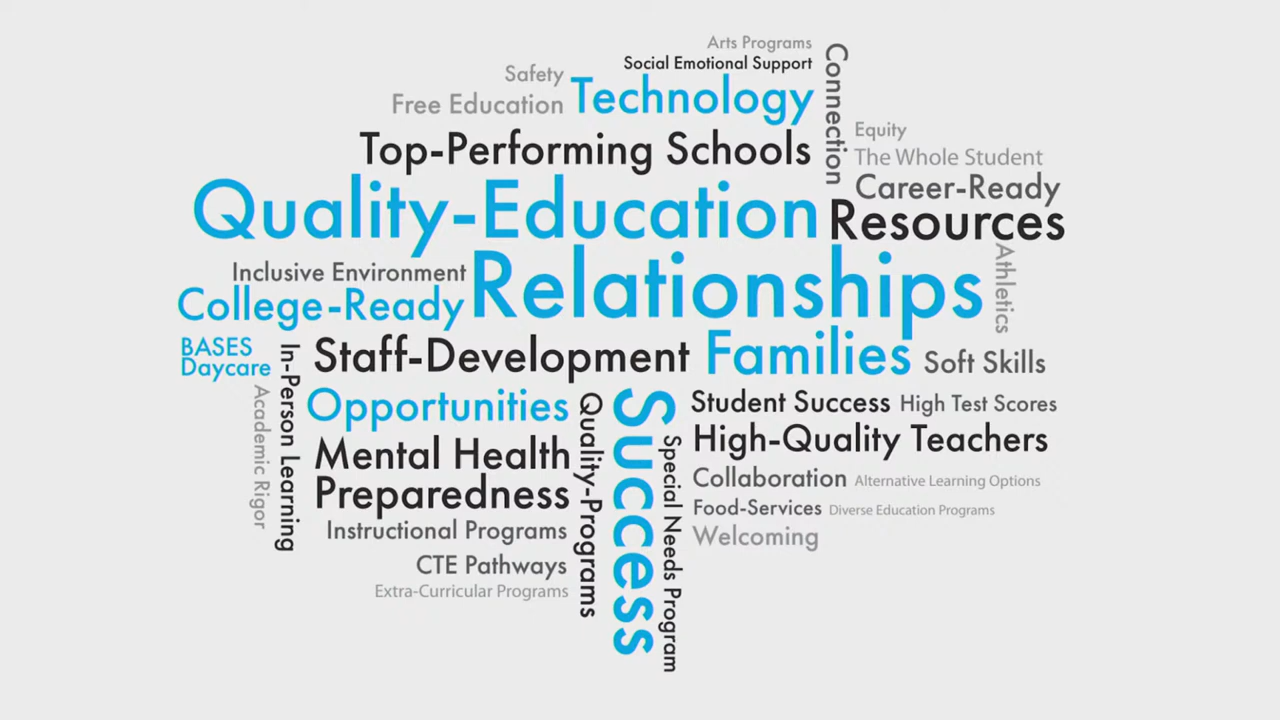 Arts Programs
Social Emotional Support
Safety
Technology
Connection
Free Education
Equity
Top-Performing Schools
The Whole Student
Career-Ready
Quality-Education
Resources
Athletics
Inclusive Environment
Relationships
College-Ready
BASES
Daycare
In-Person Learning
Staff-Development
Families
Soft Skills
Academic Rigor
Opportunities
Quality-Programs
Success
Student Success
High Test Scores
Special Needs Program
High-Quality Teachers
Mental Health
Collaboration
Alternative Learning Options
Preparedness
Food-Services
Diverse Education Programs
Instructional Programs
Welcoming
CTE Pathways
Extra-Curricular Programs